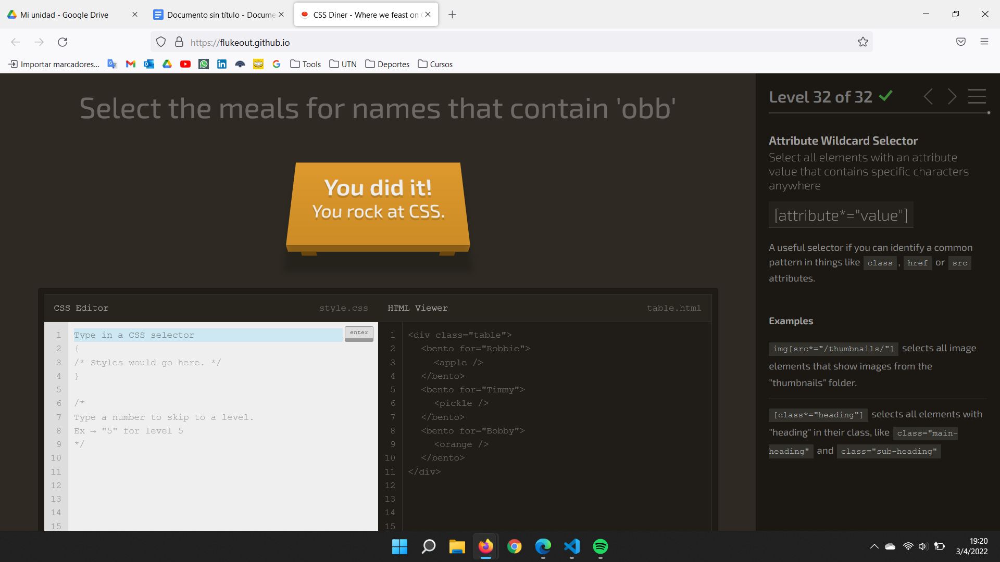 Mi unidad - Google Drive
Documento sin título - Docume
CSS Diner - Where we feast on
https://flukeout.github.io
Importar marcadores...
Tools
UTN
Deportes
Cursos
Select the meals for names that contain 'obb'
You did it!
You rock at CSS.
CSS Editor
style.css
HTML Viewer
table.html
1 Type in a CSS selector
enter
2 {
3 /* Styles would go here. */
4 }
5
6 /*
7 Type a number to skip to a level.
8 Ex → "5" for level 5
9 */
10
11
12
13
14
15
1 <div class="table">
2 <bento for="Robbie">
3 <apple />
4 </bento>
5 <bento for="Timmy">
6 <pickle />
7 </bento>
8 <bento for="Bobby">
9 <orange />
10 </bento>
11 </div>
12
13
14
15
Level 32 of 32
Attribute Wildcard Selector
Select all elements with an attribute
value that contains specific characters
anywhere
[attribute*="value"]
A useful selector if you can identify a common
pattern in things like class , href or src
attributes.
Examples
img[src*="/thumbnails/"] selects all image
elements that show images from the
"thumbnails" folder.
[class*="heading"] selects all elements with
"heading" in their class, like class="main-
heading" and class="sub-heading"
19:20
3/4/2022